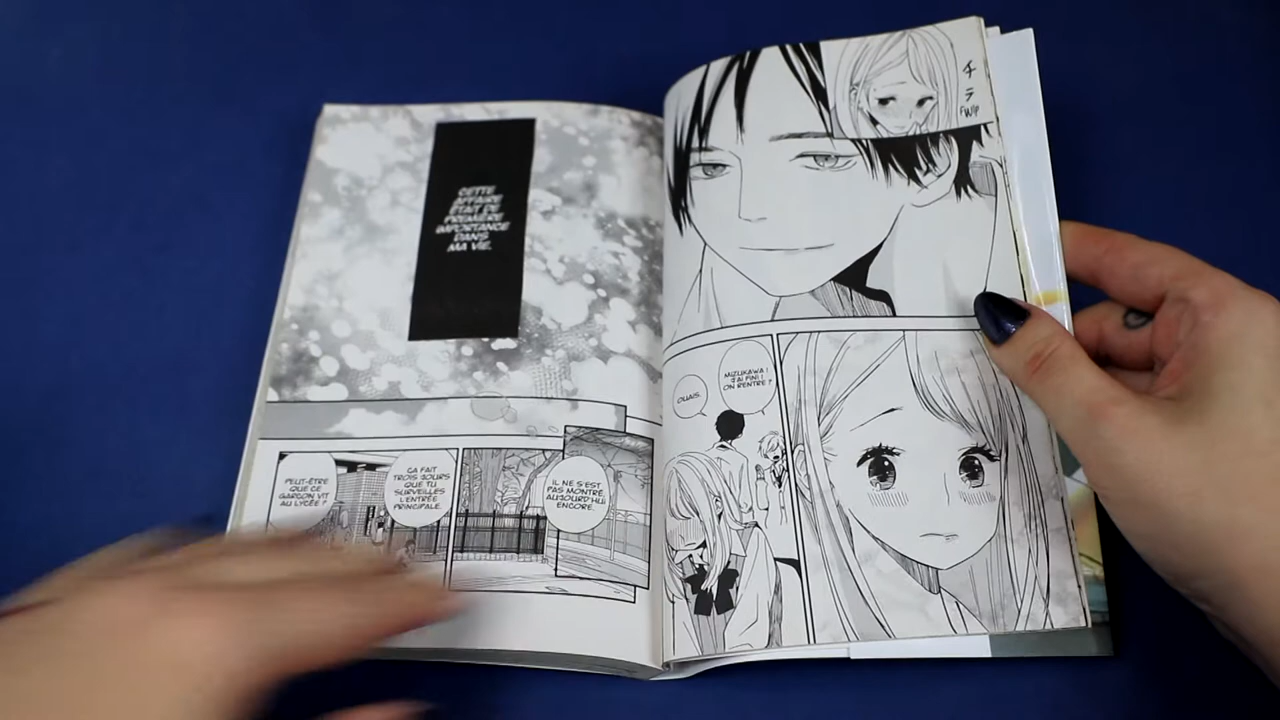 CETTE
AFFAIRE
ÉTAIT DE
PREMIÈRE
IMPORTANCE
DANS
MA VIE.
PEUT-ÊTRE
QUE CE
GARÇON VIT
AU LYCÉE ?
ÇA FAIT
TROIS JOURS
QUE TU
SURVEILLES
L'ENTRÉE
PRINCIPALE.
IL NE S'EST
PAS MONTRÉ
AUJOURD'HUI
ENCORE.
チラ
FWIP
MIZUKAWA !
J'AI FINI !
ON RENTRE ?
OUAIS.